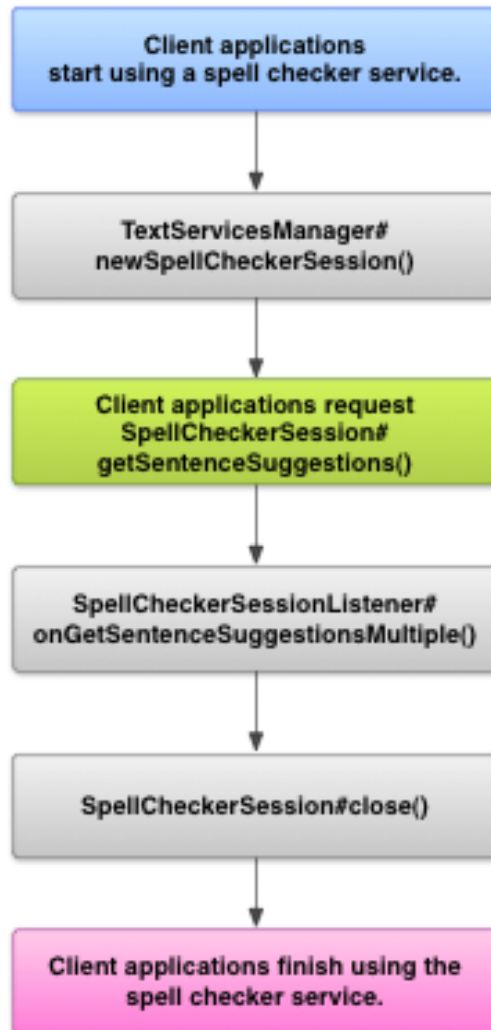 Client applications
start using a spell checker service.
TextServicesManager#
newSpellCheckerSession()
Client applications request
SpellCheckerSession#
getSentenceSuggestions()
SpellCheckerSessionListener#
onGetSentenceSuggestionsMultiple()
SpellCheckerSession#close()
Client applications finish using the
spell checker service.